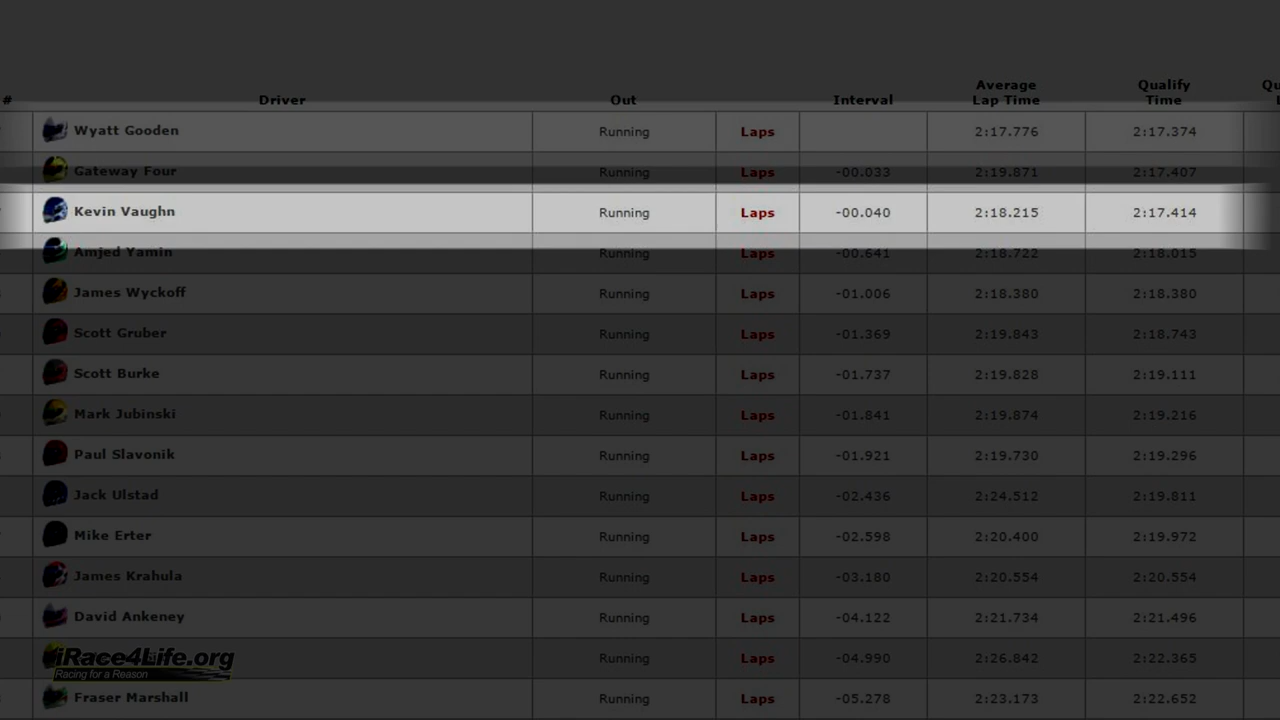 # Driver Out Interval Average Lap Time Qualify Time Qu
Wyatt Gooden Running Laps 2:17.776 2:17.374
Gateway Four Running Laps -00.033 2:19.871 2:17.407
Kevin Vaughn Running Laps -00.040 2:18.215 2:17.414
Amjed Yamin Running Laps -00.641 2:18.722 2:18.015
James Wyckoff Running Laps -01.006 2:18.380 2:18.380
Scott Gruber Running Laps -01.369 2:19.843 2:18.743
Scott Burke Running Laps -01.737 2:19.828 2:19.111
Mark Jubinski Running Laps -01.841 2:19.874 2:19.216
Paul Slavonik Running Laps -01.921 2:19.730 2:19.296
Jack Ulstad Running Laps -02.436 2:24.512 2:19.811
Mike Erter Running Laps -02.598 2:20.400 2:19.972
James Krahula Running Laps -03.180 2:20.554 2:20.554
David Ankeney Running Laps -04.122 2:21.734 2:21.496
Running Laps -04.990 2:26.842 2:22.365
iRace4Life.org
Racing for a Reason
Fraser Marshall Running Laps -05.278 2:23.173 2:22.652